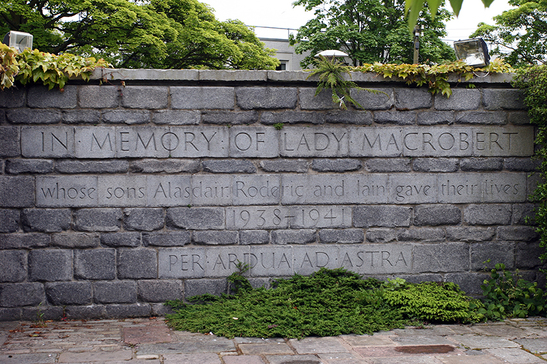 IN · MEMORY · OF · LADY · MACROBERT
whose sons Alasdair, Roderic and Iain gave their lives
1938-1941
PER ARDUA AD ASTRA